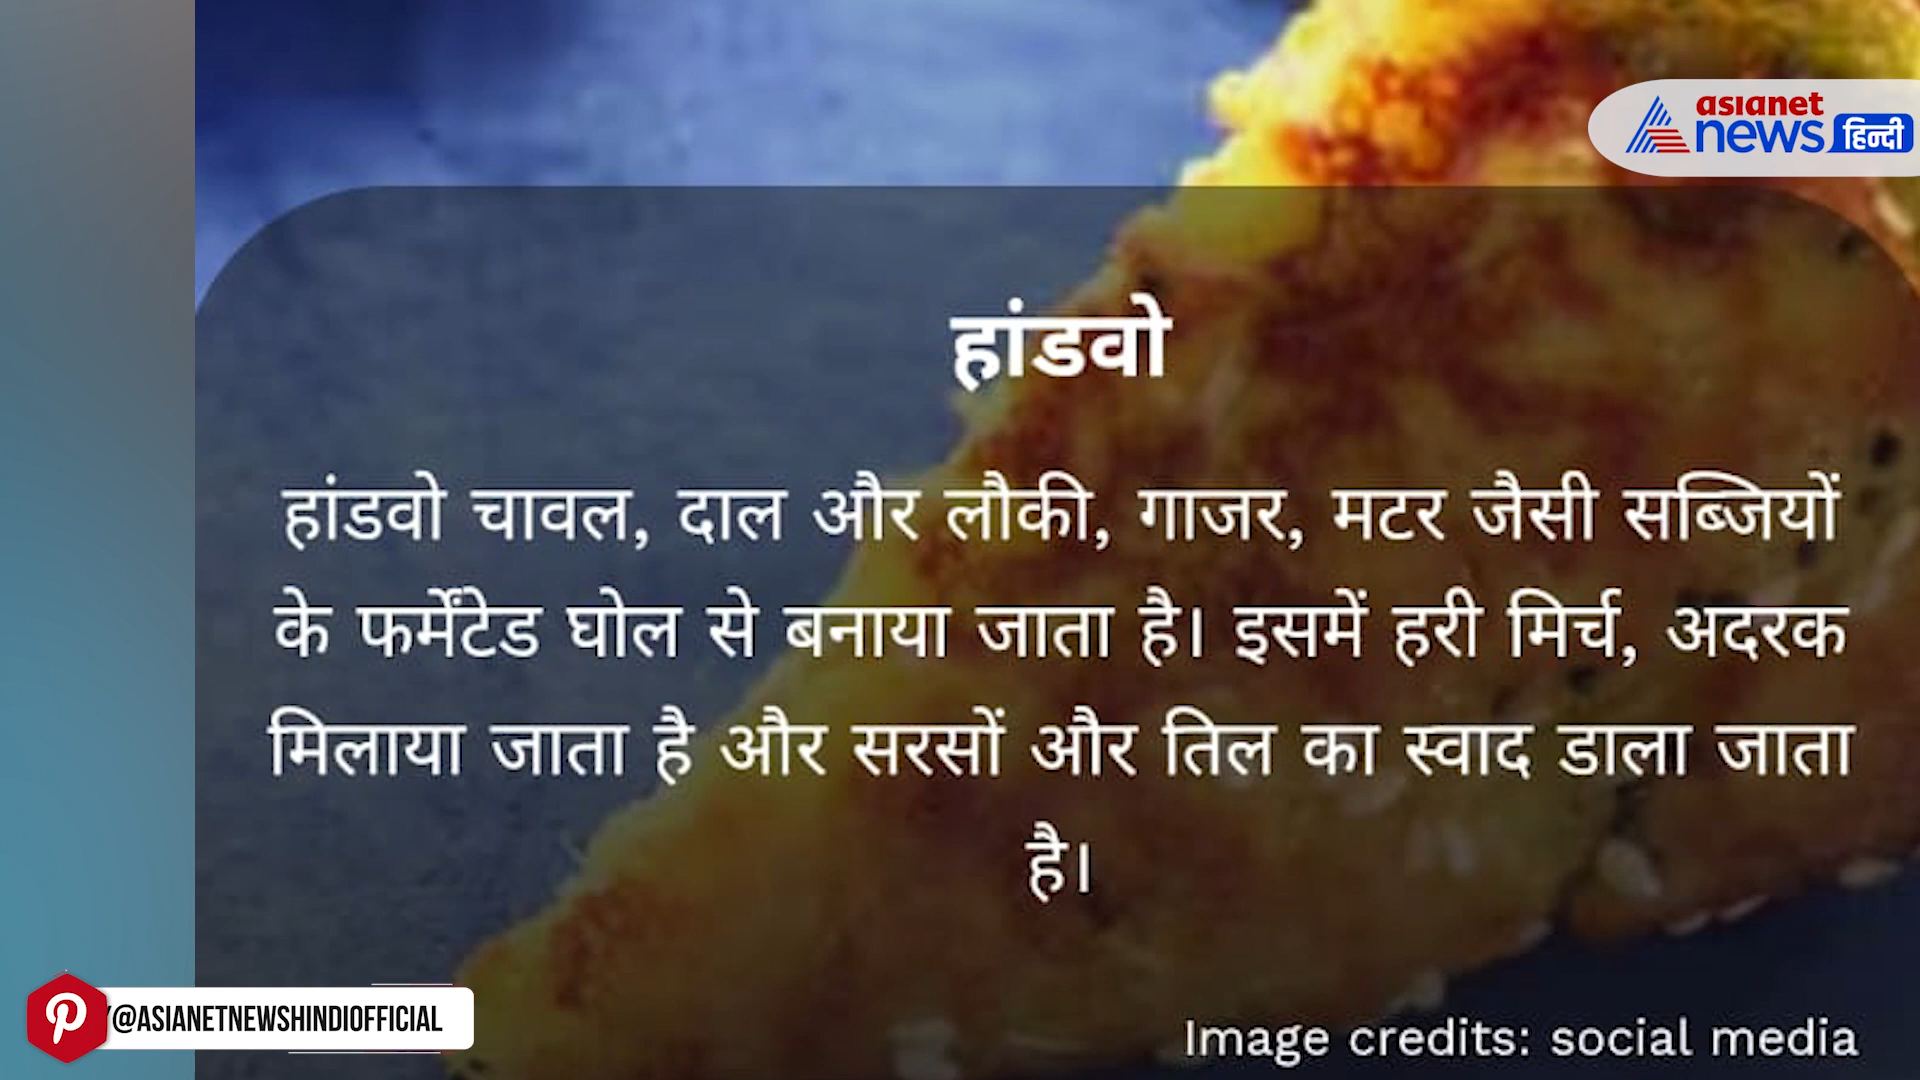 asianet
news हिन्दी
हांडवो
हांडवो चावल, दाल और लौकी, गाजर, मटर जैसी सब्जियों
के फर्मेंटेड घोल से बनाया जाता है। इसमें हरी मिर्च, अदरक
मिलाया जाता है और सरसों और तिल का स्वाद डाला जाता
है।
/@ASIANETNEWSHINDIOFFICIAL
Image credits: social media